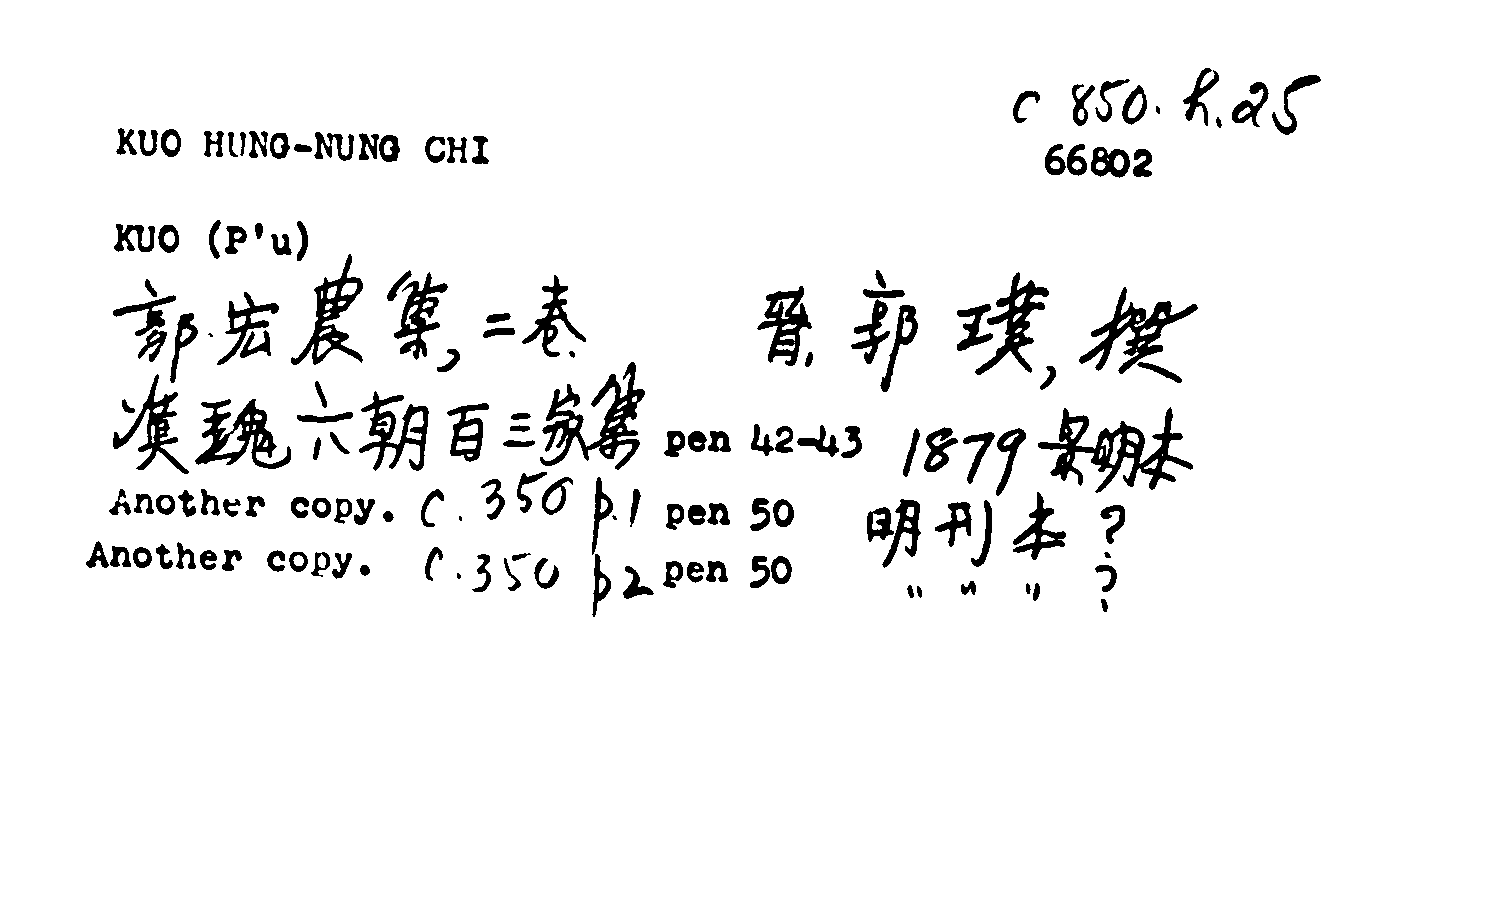 C 850. h.25
KUO HUNG-NUNG CHI
66802
KUO (P'u)
郭宏農集, 二卷. 晉. 郭璞, 撰
漢魏六朝百三家集 pen 42-43 1879 景明本
Another copy. C. 350 p.1 pen 50 明刊本?
Another copy. C. 350 p2 pen 50 " " " ?